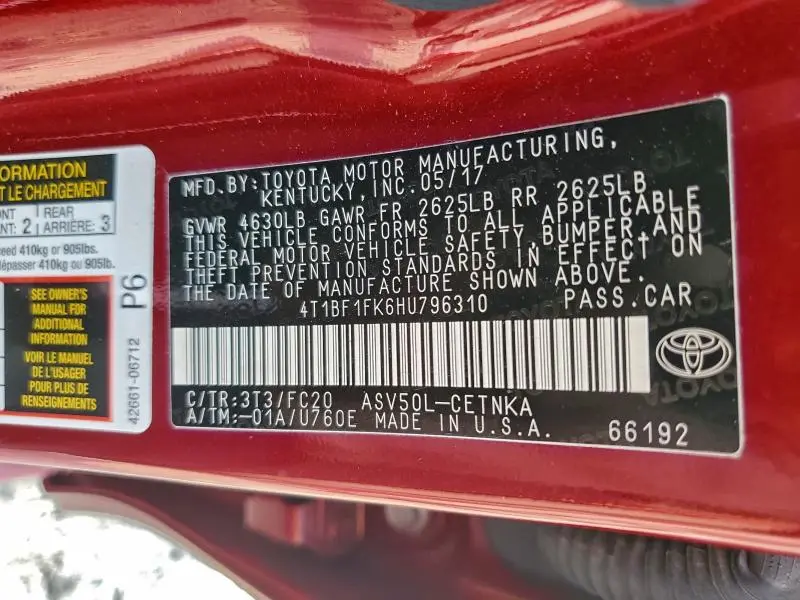 FORMATION
T LE CHARGEMENT
NT: 2 REAR ARRIÈRE: 3
ceed 410kg or 905lbs.
dépasser 410kg ou 905lb.
SEE OWNER'S
MANUAL FOR
ADDITIONAL
INFORMATION
VOIR LE MANUEL
DE L'USAGER
POUR PLUS DE
RENSEIGNEMENTS
P6
42661-06712
MFD.BY:TOYOTA MOTOR MANUFACTURING,
KENTUCKY, INC.05/17
GVWR 4630LB GAWR FR 2625LB RR 2625LB
THIS VEHICLE CONFORMS TO ALL APPLICABLE
FEDERAL MOTOR VEHICLE SAFETY,BUMPER,AND
THEFT PREVENTION STANDARDS IN EFFECT ON
THE DATE OF MANUFACTURE SHOWN ABOVE.
4T1BF1FK6HU796310 PASS.CAR
C/TR:3T3/FC20 ASV50L-CETNKA
A/TM:-01A/U760E MADE IN U.S.A. 66192